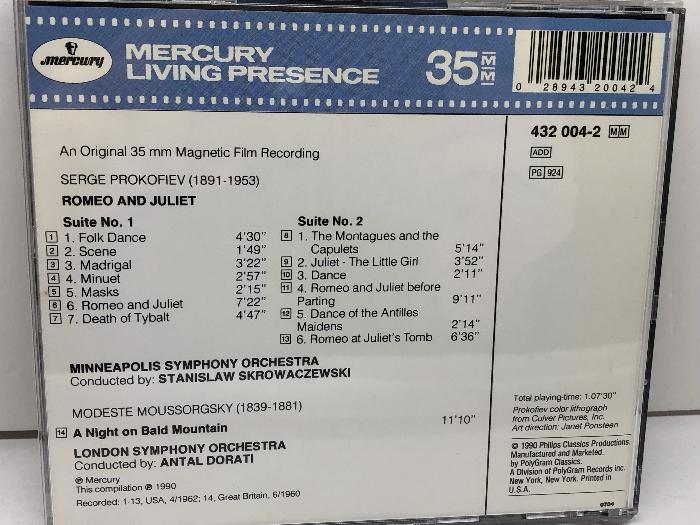 mercury
MERCURY
LIVING PRESENCE
35MM
0 28943 20042 4
432 004-2 MM
ADD
PG 924
An Original 35 mm Magnetic Film Recording
SERGE PROKOFIEV (1891-1953)
ROMEO AND JULIET
Suite No. 1
1 1. Folk Dance 4'30"
2 2. Scene 1'49"
3 3. Madrigal 3'22"
4 4. Minuet 2'57"
5 5. Masks 2'15"
6 6. Romeo and Juliet 7'22"
7 7. Death of Tybalt 4'47"
Suite No. 2
8 1. The Montagues and the
Capulets 5'14"
9 2. Juliet - The Little Girl 3'52"
10 3. Dance 2'11"
11 4. Romeo and Juliet before
Parting 9'11"
12 5. Dance of the Antilles
Maidens 2'14"
13 6. Romeo at Juliet's Tomb 6'36"
MINNEAPOLIS SYMPHONY ORCHESTRA
Conducted by: STANISLAW SKROWACZEWSKI
MODESTE MOUSSORGSKY (1839-1881)
14 A Night on Bald Mountain 11'10"
LONDON SYMPHONY ORCHESTRA
Conducted by: ANTAL DORATI
℗ Mercury
This compilation ℗ 1990
Recorded: 1-13, USA, 4/1962; 14, Great Britain, 6/1960
Total playing-time: 1.07'30"
Prokofiev color lithograph
from Culver Pictures, Inc.
Art direction: Janet Ponsteen
© 1990 Philips Classics Productions.
Manufactured and Marketed.
by PolyGram Classics.
A Division of PolyGram Records Inc.
New York, New York. Printed in
U.S.A.
0704